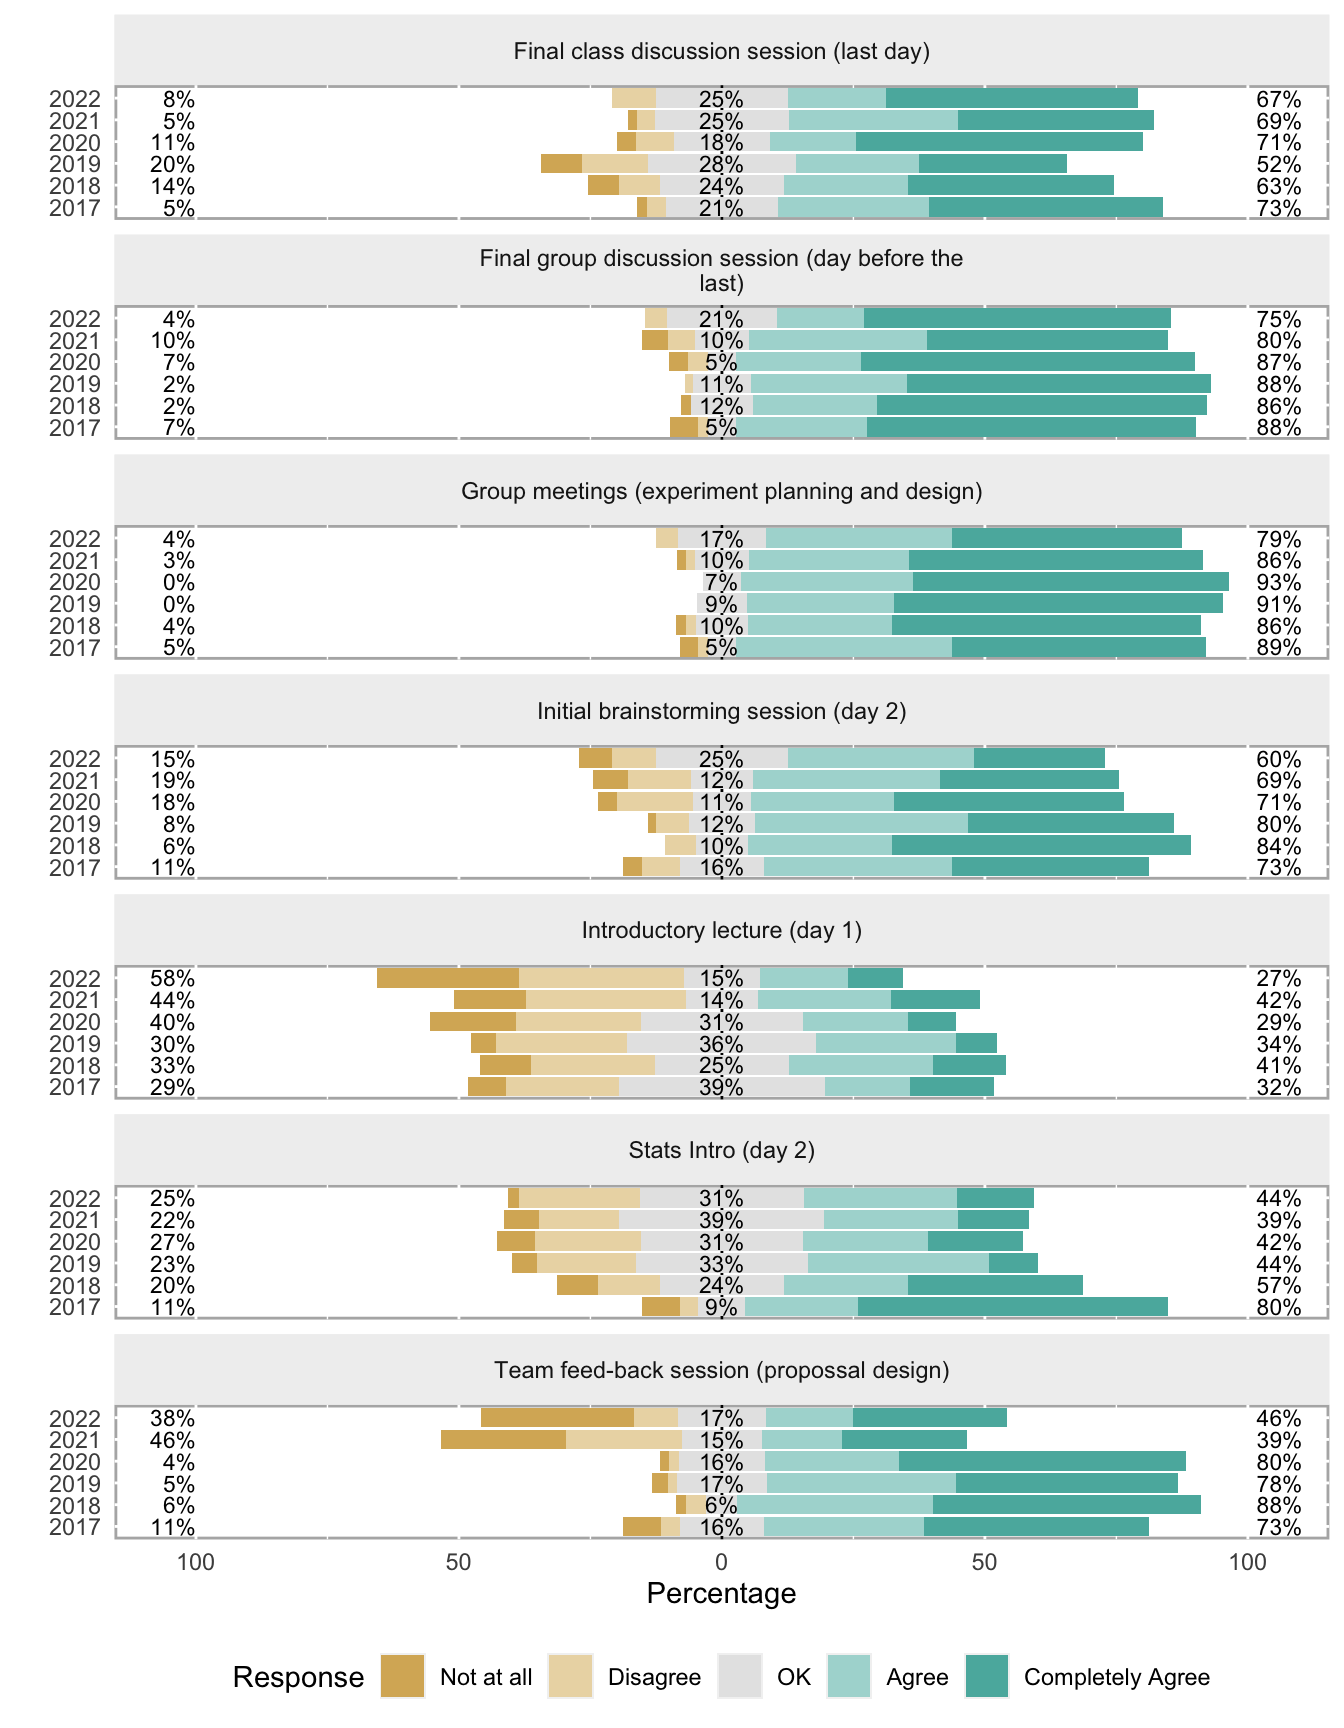 Final class discussion session (last day)
2022 8% 25% 67%
2021 5% 25% 69%
2020 11% 18% 71%
2019 20% 28% 52%
2018 14% 24% 63%
2017 5% 21% 73%
Final group discussion session (day before the
last)
2022 4% 21% 75%
2021 10% 10% 80%
2020 7% 5% 87%
2019 2% 11% 88%
2018 2% 12% 86%
2017 7% 5% 88%
Group meetings (experiment planning and design)
2022 4% 17% 79%
2021 3% 10% 86%
2020 0% 7% 93%
2019 0% 9% 91%
2018 4% 10% 86%
2017 5% 5% 89%
Initial brainstorming session (day 2)
2022 15% 25% 60%
2021 19% 12% 69%
2020 18% 11% 71%
2019 8% 12% 80%
2018 6% 10% 84%
2017 11% 16% 73%
Introductory lecture (day 1)
2022 58% 15% 27%
2021 44% 14% 42%
2020 40% 31% 29%
2019 30% 36% 34%
2018 33% 25% 41%
2017 29% 39% 32%
Stats Intro (day 2)
2022 25% 31% 44%
2021 22% 39% 39%
2020 27% 31% 42%
2019 23% 33% 44%
2018 20% 24% 57%
2017 11% 9% 80%
Team feed-back session (propossal design)
2022 38% 17% 46%
2021 46% 15% 39%
2020 4% 16% 80%
2019 5% 17% 78%
2018 6% 6% 88%
2017 11% 16% 73%
100 50 0 50 100
Percentage
Response Not at all Disagree OK Agree Completely Agree